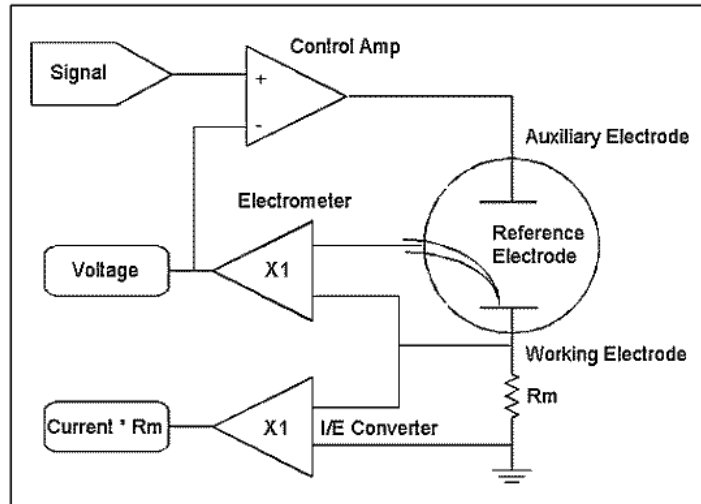 Control Amp
Signal
+
-
Auxiliary Electrode
Electrometer
Reference
Electrode
Voltage
X1
Working Electrode
Rm
Current * Rm
X1
I/E Converter